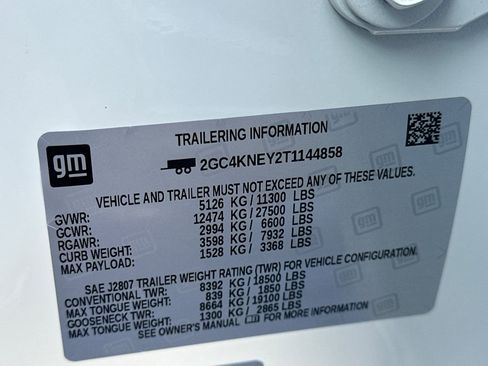 TRAILERING INFORMATION
gm
2GC4KNEY2T1144858
VEHICLE AND TRAILER MUST NOT EXCEED ANY OF THESE VALUES.
GVWR: 5126 KG / 11300 LBS
GCWR: 12474 KG / 27500 LBS
RGAWR: 2994 KG / 6600 LBS
CURB WEIGHT: 3598 KG / 7932 LBS
MAX PAYLOAD: 1528 KG / 3368 LBS
SAE J2807 TRAILER WEIGHT RATING (TWR) FOR VEHICLE CONFIGURATION.
CONVENTIONAL TWR: 8392 KG / 18500 LBS
MAX TONGUE WEIGHT: 839 KG / 1850 LBS
GOOSENECK TWR: 8664 KG / 19100 LBS
MAX TONGUE WEIGHT: 1300 KG / 2865 LBS
SEE OWNER'S MANUAL FOR MORE INFORMATION